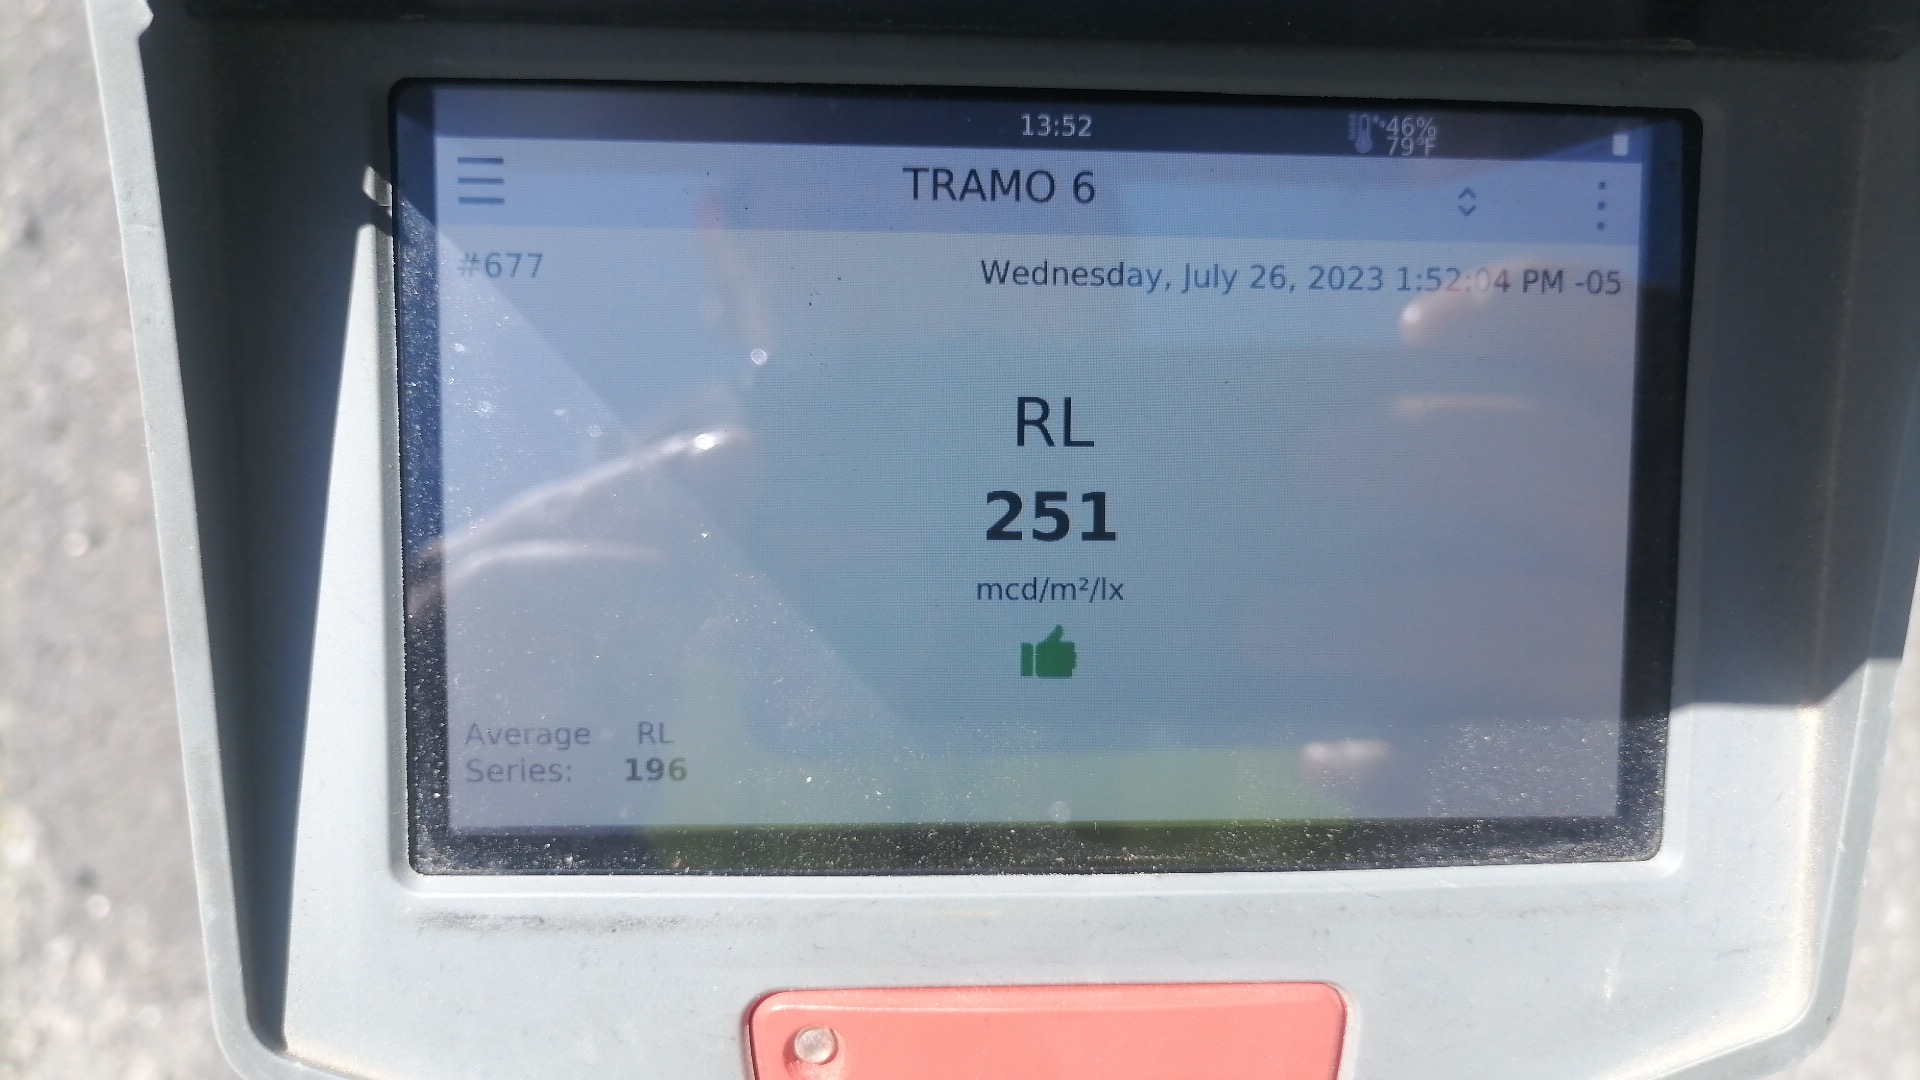 13:52
46%
79°F
TRAMO 6
#677
Wednesday, July 26, 2023 1:52:04 PM -05
RL
251
mcd/m²/lx
Average RL
Series: 196